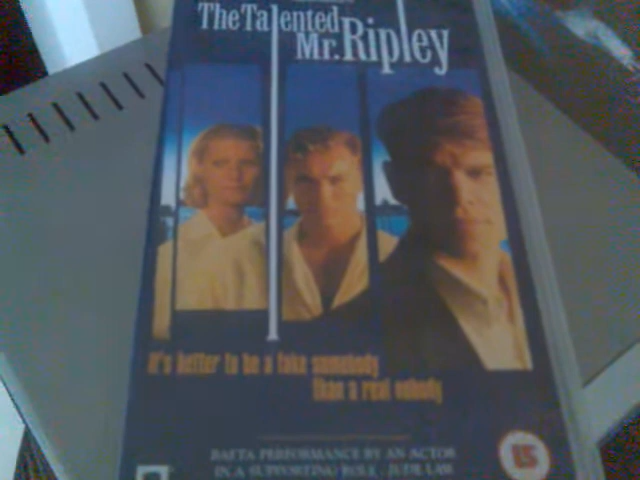 The Talented
Mr. Ripley
It's better to be a fake somebody
than a real nobody
BAFTA PERFORMANCE BY AN ACTOR
IN A SUPPORTING ROLE - JUDE LAW
15